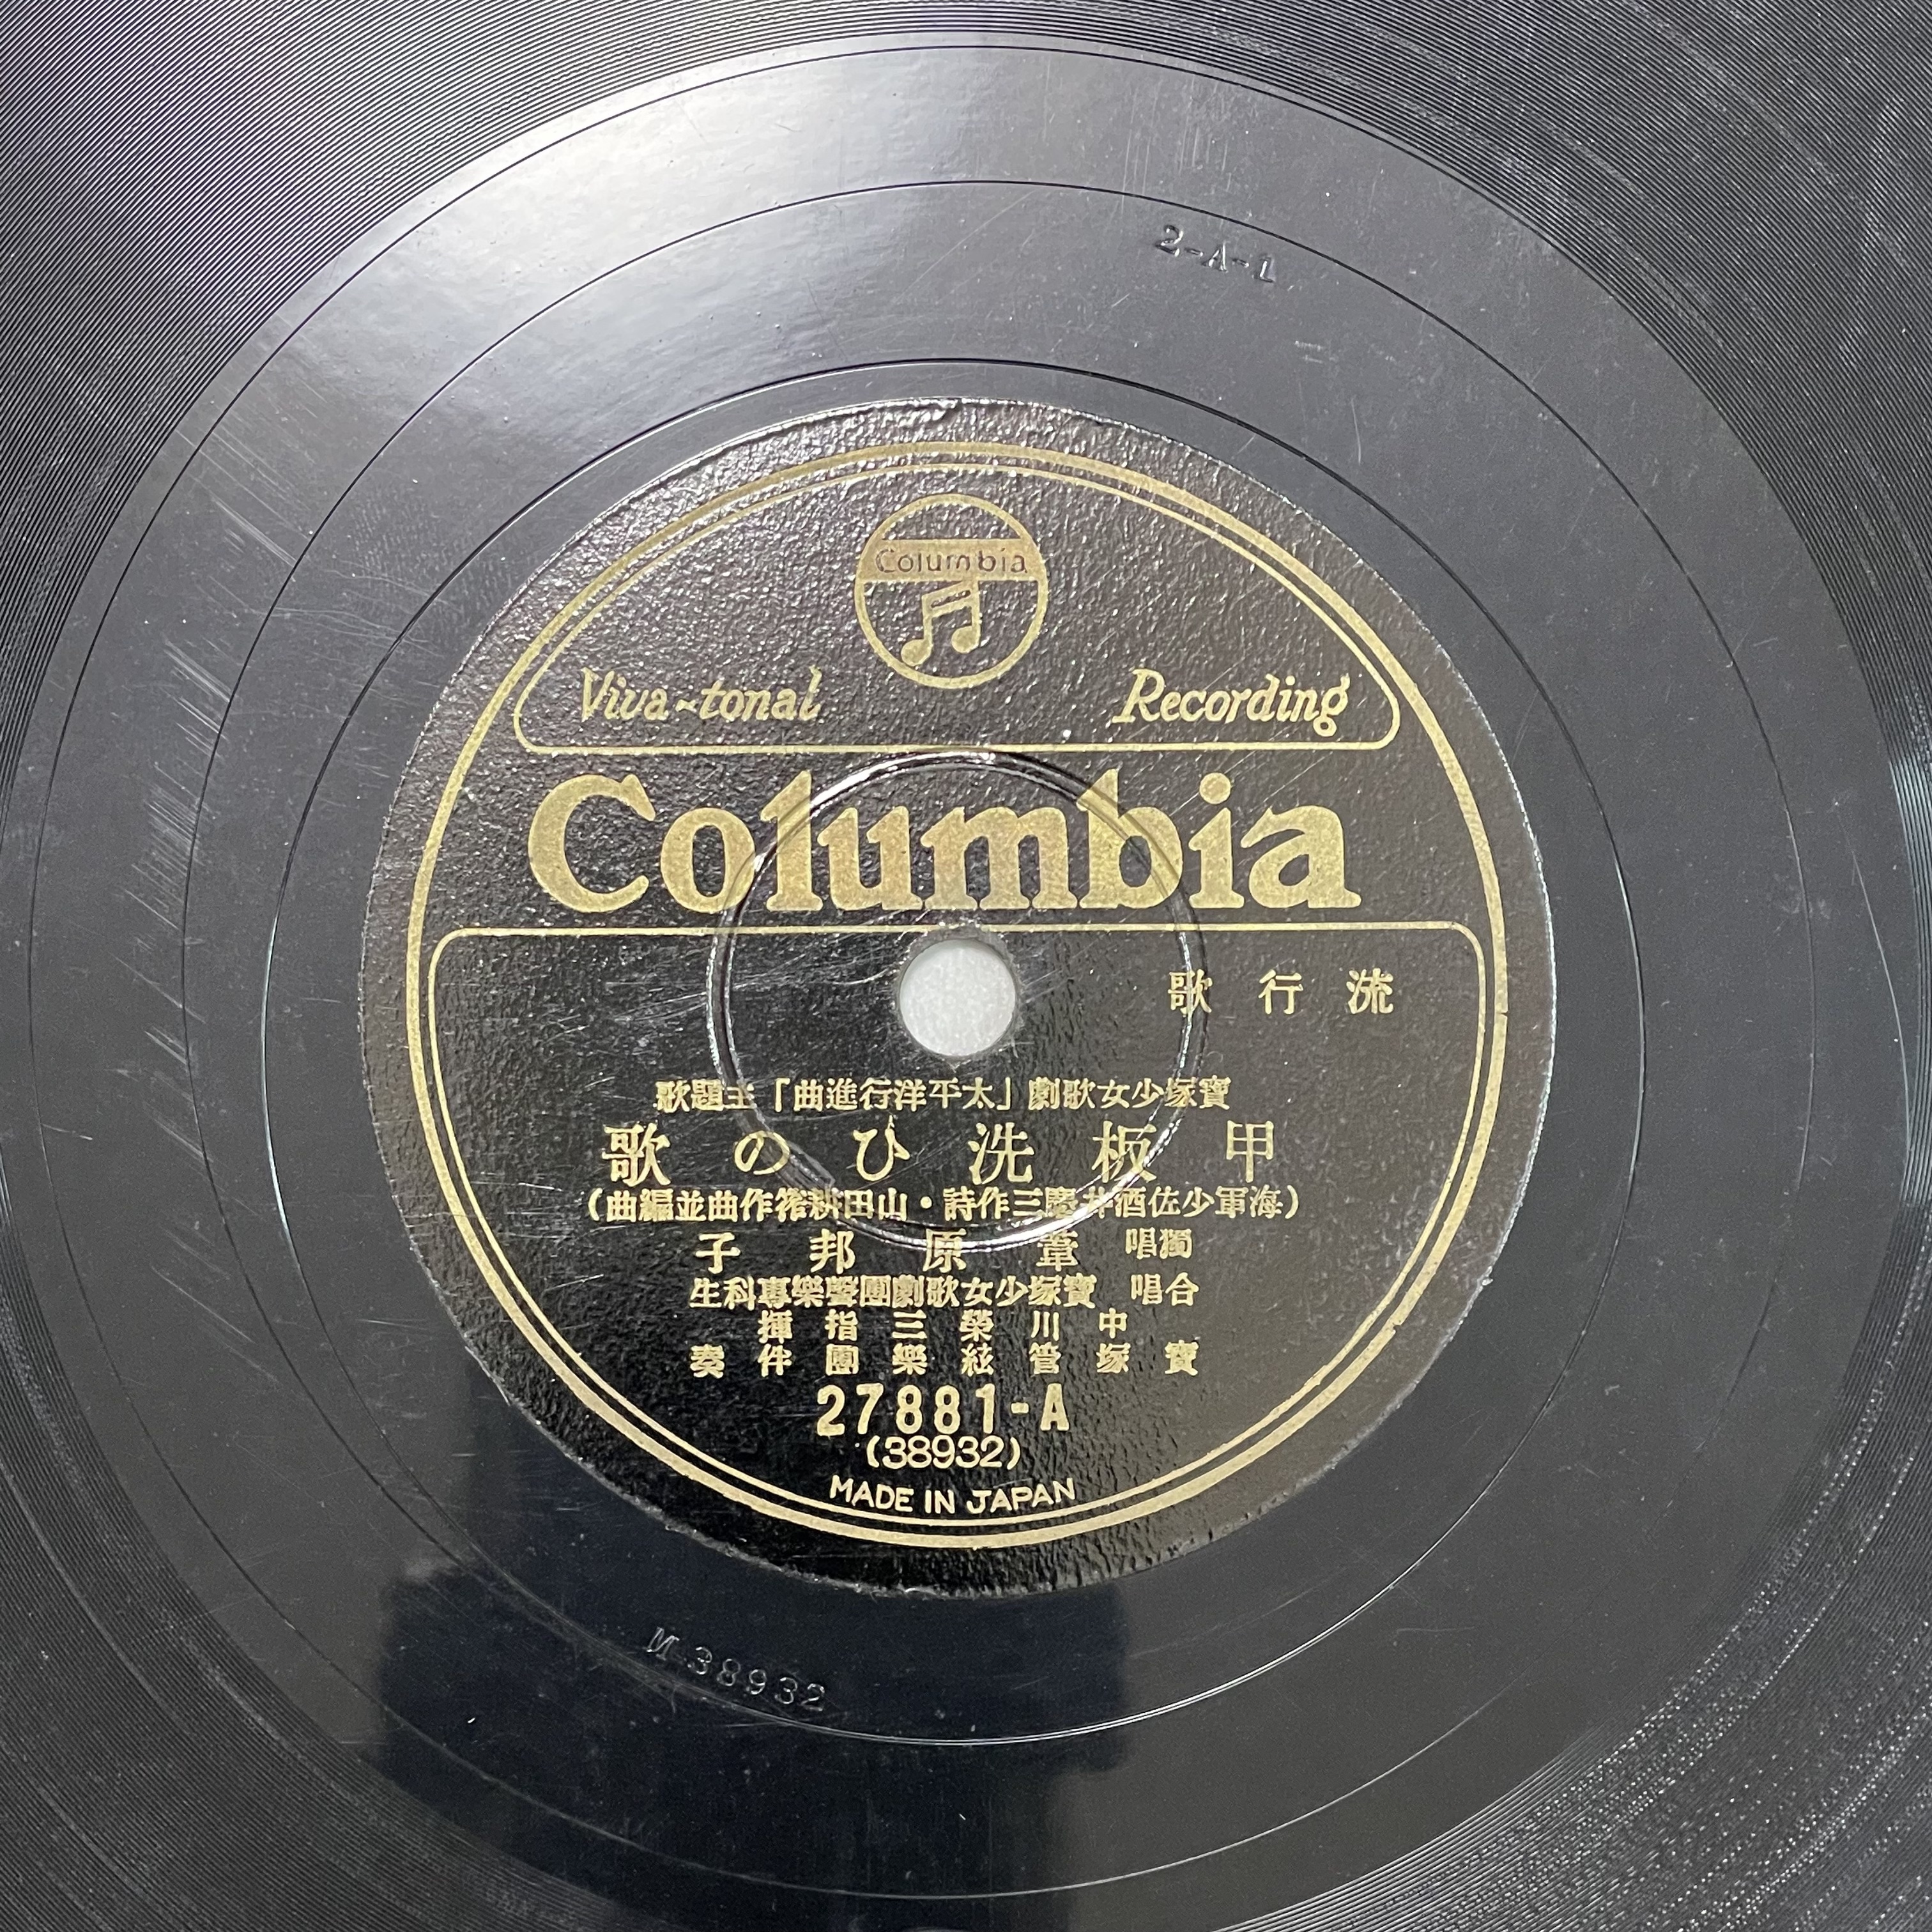 2-A-1
Columbia
Viva-tonal Recording
Columbia
流行歌
寶塚少女歌劇「太平洋行進曲」主題歌
甲板洗ひの歌
(海軍少佐酒井慶三作詩・山田耕筰作曲並編曲)
獨唱 葦原邦子
合唱 寶塚少女歌劇團聲樂專科生
中川榮三指揮
寶塚管絃樂團伴奏
27881-A
(38932)
MADE IN JAPAN
M 38932